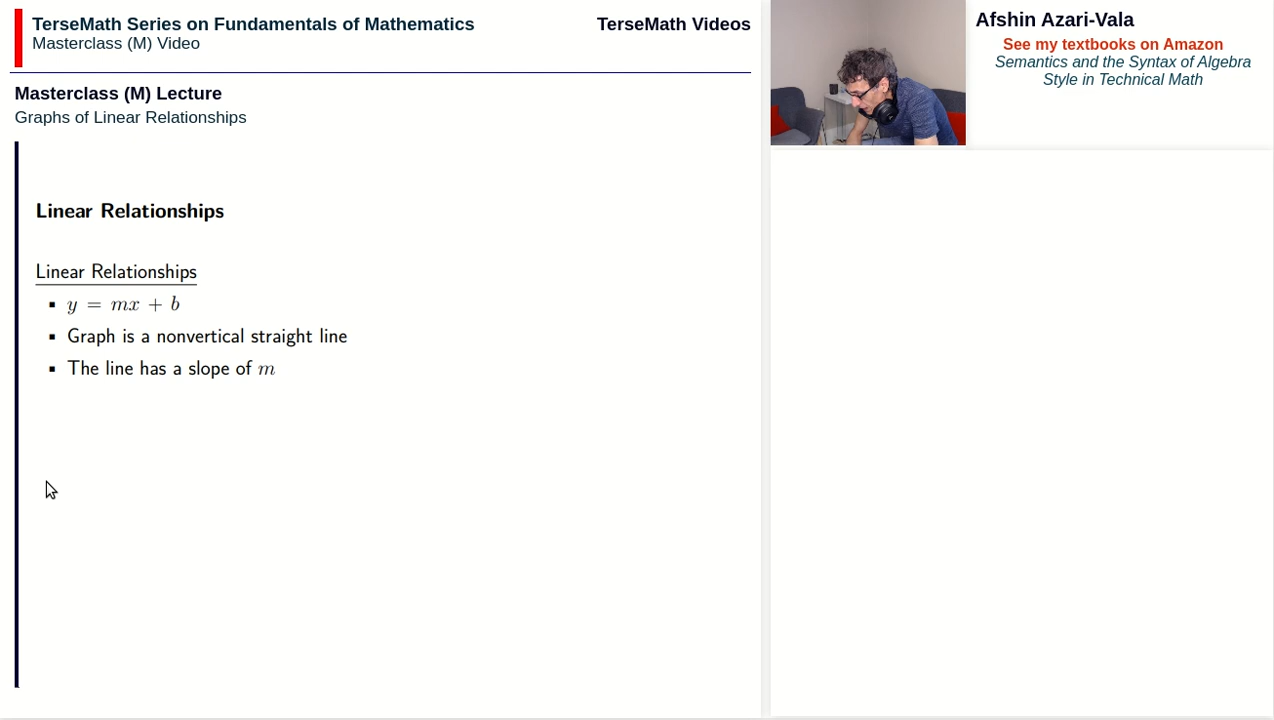 TerseMath Series on Fundamentals of Mathematics
Masterclass (M) Video
TerseMath Videos
Masterclass (M) Lecture
Graphs of Linear Relationships
Linear Relationships
Linear Relationships
▪ y = mx + b
▪ Graph is a nonvertical straight line
▪ The line has a slope of m
Afshin Azari-Vala
See my textbooks on Amazon
Semantics and the Syntax of Algebra
Style in Technical Math